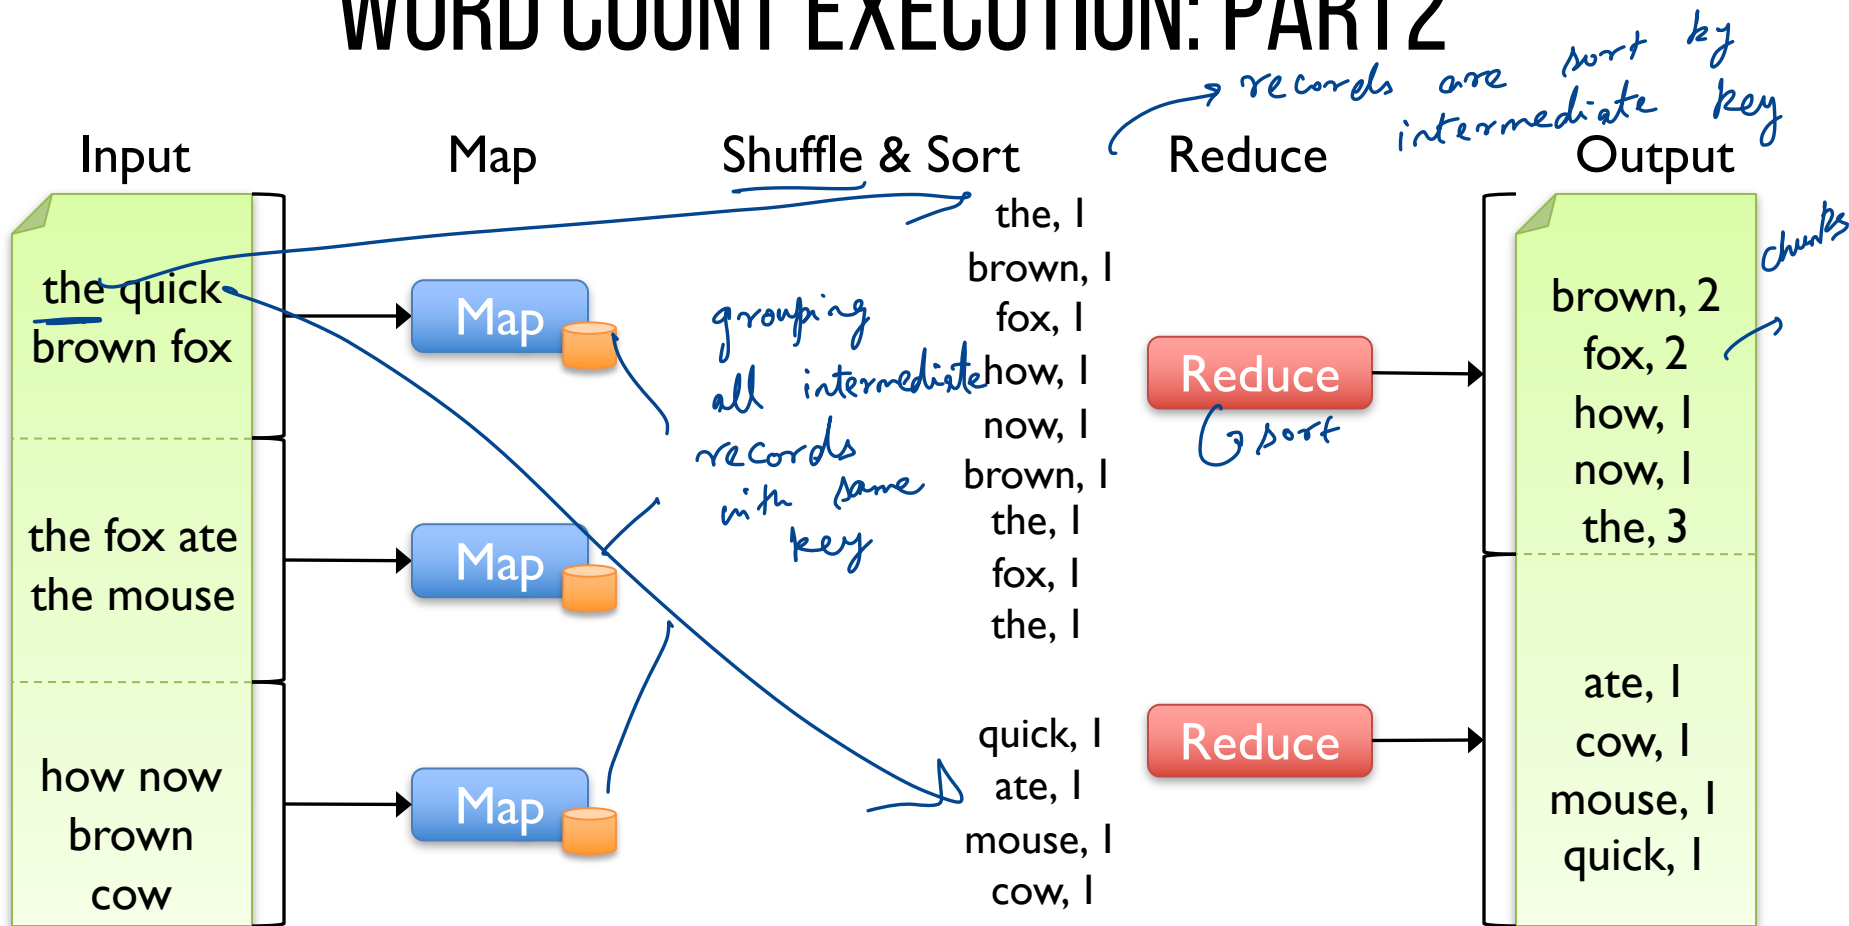 WORD COUNT EXECUTION: PART2
records are sort by
intermediate key
Input
Map
Shuffle & Sort
Reduce
Output
the quick
brown fox
the fox ate
the mouse
how now
brown
cow
Map
Map
Map
grouping
all intermediate
records
with same
key
the, 1
brown, 1
fox, 1
how, 1
now, 1
brown, 1
the, 1
fox, 1
the, 1
quick, 1
ate, 1
mouse, 1
cow, 1
Reduce
sort
Reduce
chunks
brown, 2
fox, 2
how, 1
now, 1
the, 3
ate, 1
cow, 1
mouse, 1
quick, 1